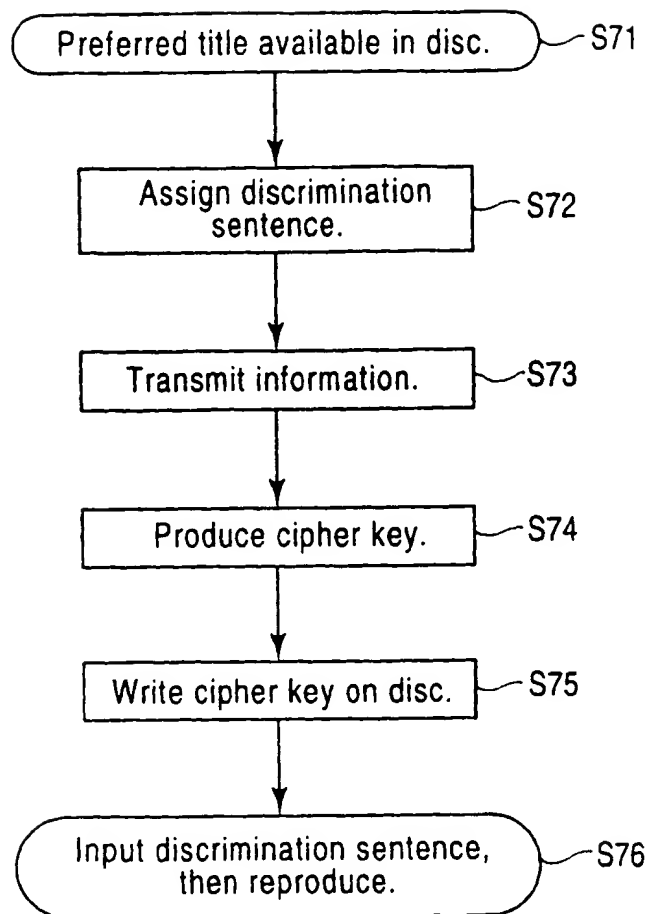 Preferred title available in disc.
S71
Assign discrimination
sentence.
S72
Transmit information.
S73
Produce cipher key.
S74
Write cipher key on disc.
S75
Input discrimination sentence,
then reproduce.
S76